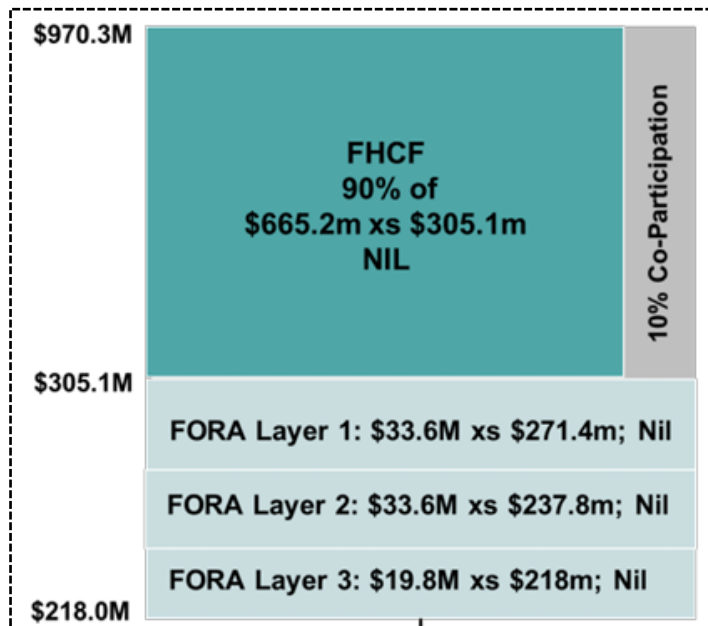 $970.3M
FHCF
90% of
$665.2m xs $305.1m
NIL
10% Co-Participation
$305.1M
FORA Layer 1: $33.6M xs $271.4m; Nil
FORA Layer 2: $33.6M xs $237.8m; Nil
FORA Layer 3: $19.8M xs $218m; Nil
$218.0M